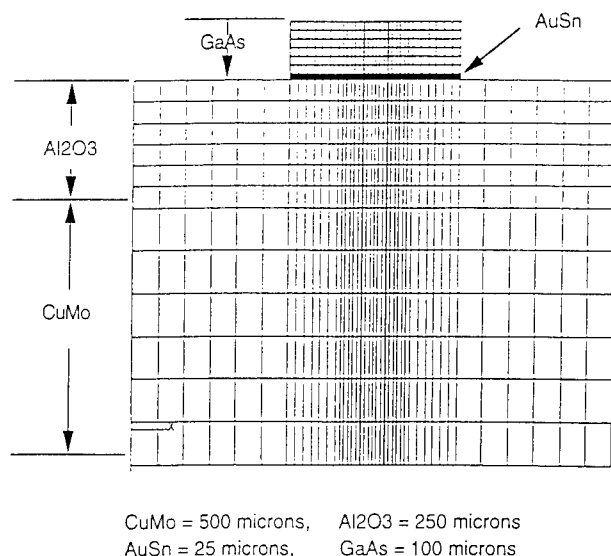 AuSn
GaAs
Al2O3
CuMo
CuMo = 500 microns, Al2O3 = 250 microns
AuSn = 25 microns, GaAs = 100 microns